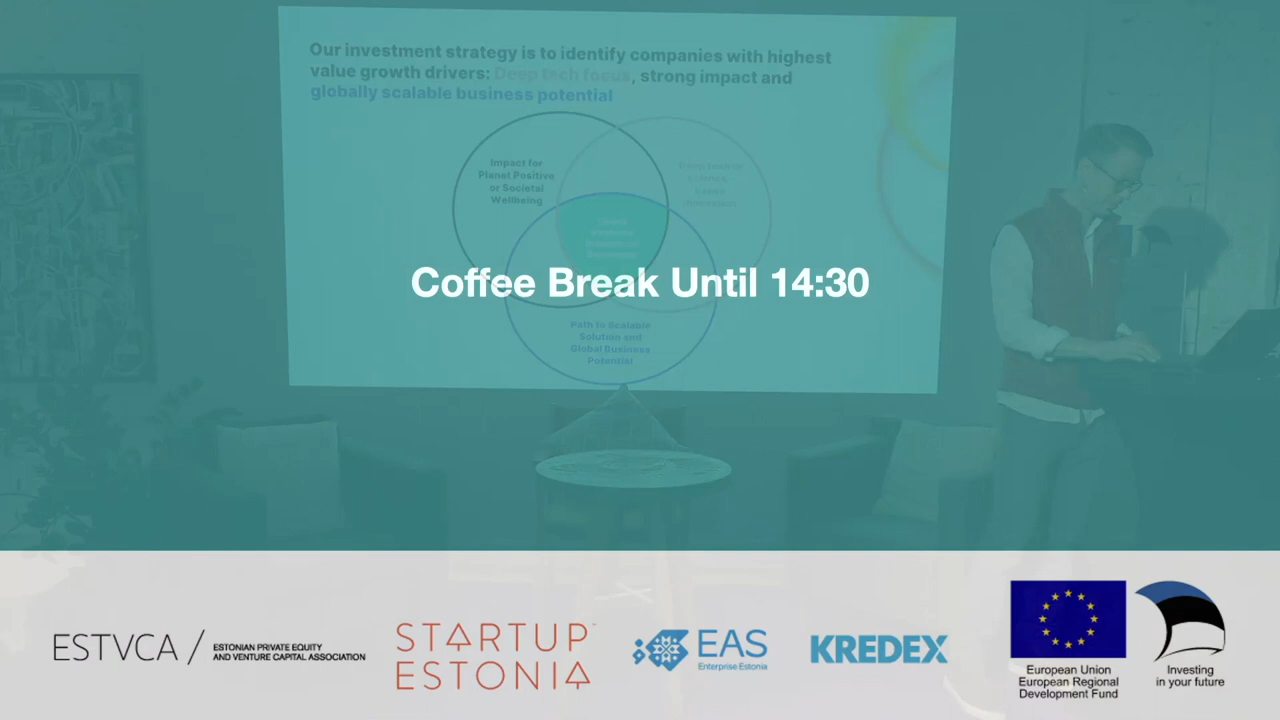 Our investment strategy is to identify companies with highest
value growth drivers: Deep tech focus, strong impact and
globally scalable business potential
Impact for
Planet Positive
or Societal
Wellbeing
Coffee Break Until 14:30
Path to Scalable
Solution and
Global Business
Potential
ESTVCA / ESTONIAN PRIVATE EQUITY
AND VENTURE CAPITAL ASSOCIATION
STARTUP
ESTONIA
EAS
Enterprise Estonia
KREDEX
European Union
European Regional
Development Fund
Investing
in your future